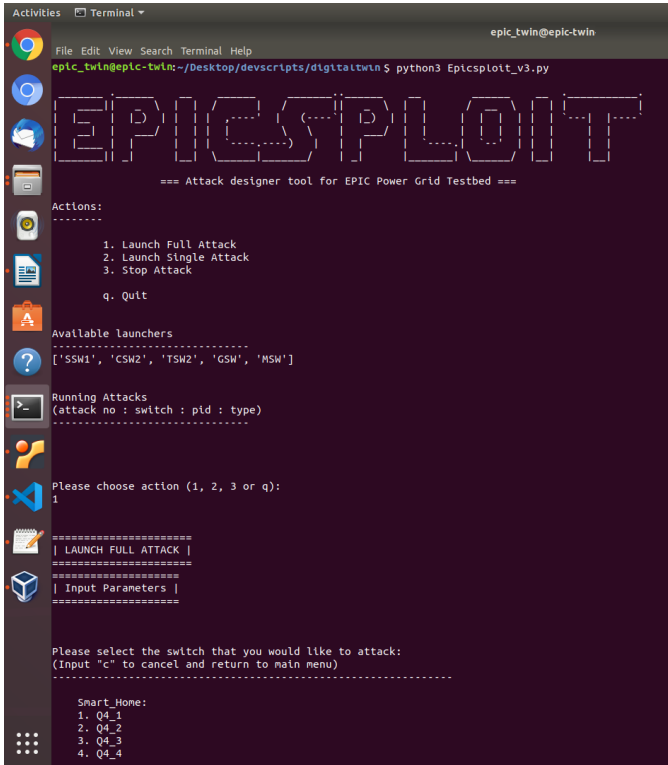 Activities Terminal
epic_twin@epic-twin:
File Edit View Search Terminal Help
epic_twin@epic-twin:~/Desktop/devscripts/digitaltwin$ python3 Epicsploit_v3.py
EPICSPLOIT
=== Attack designer tool for EPIC Power Grid Testbed ===
Actions:
--------
1. Launch Full Attack
2. Launch Single Attack
3. Stop Attack
q. Quit
Available launchers
-------------------------------
['SSW1', 'CSW2', 'TSW2', 'GSW', 'MSW']
Running Attacks
(attack no : switch : pid : type)
-------------------------------
Please choose action (1, 2, 3 or q):
1
======================
| LAUNCH FULL ATTACK |
======================
====================
| Input Parameters |
====================
Please select the switch that you would like to attack:
(Input "c" to cancel and return to main menu)
---------------------------------------------------------------
Smart_Home:
1. Q4_1
2. Q4_2
3. Q4_3
4. Q4_4